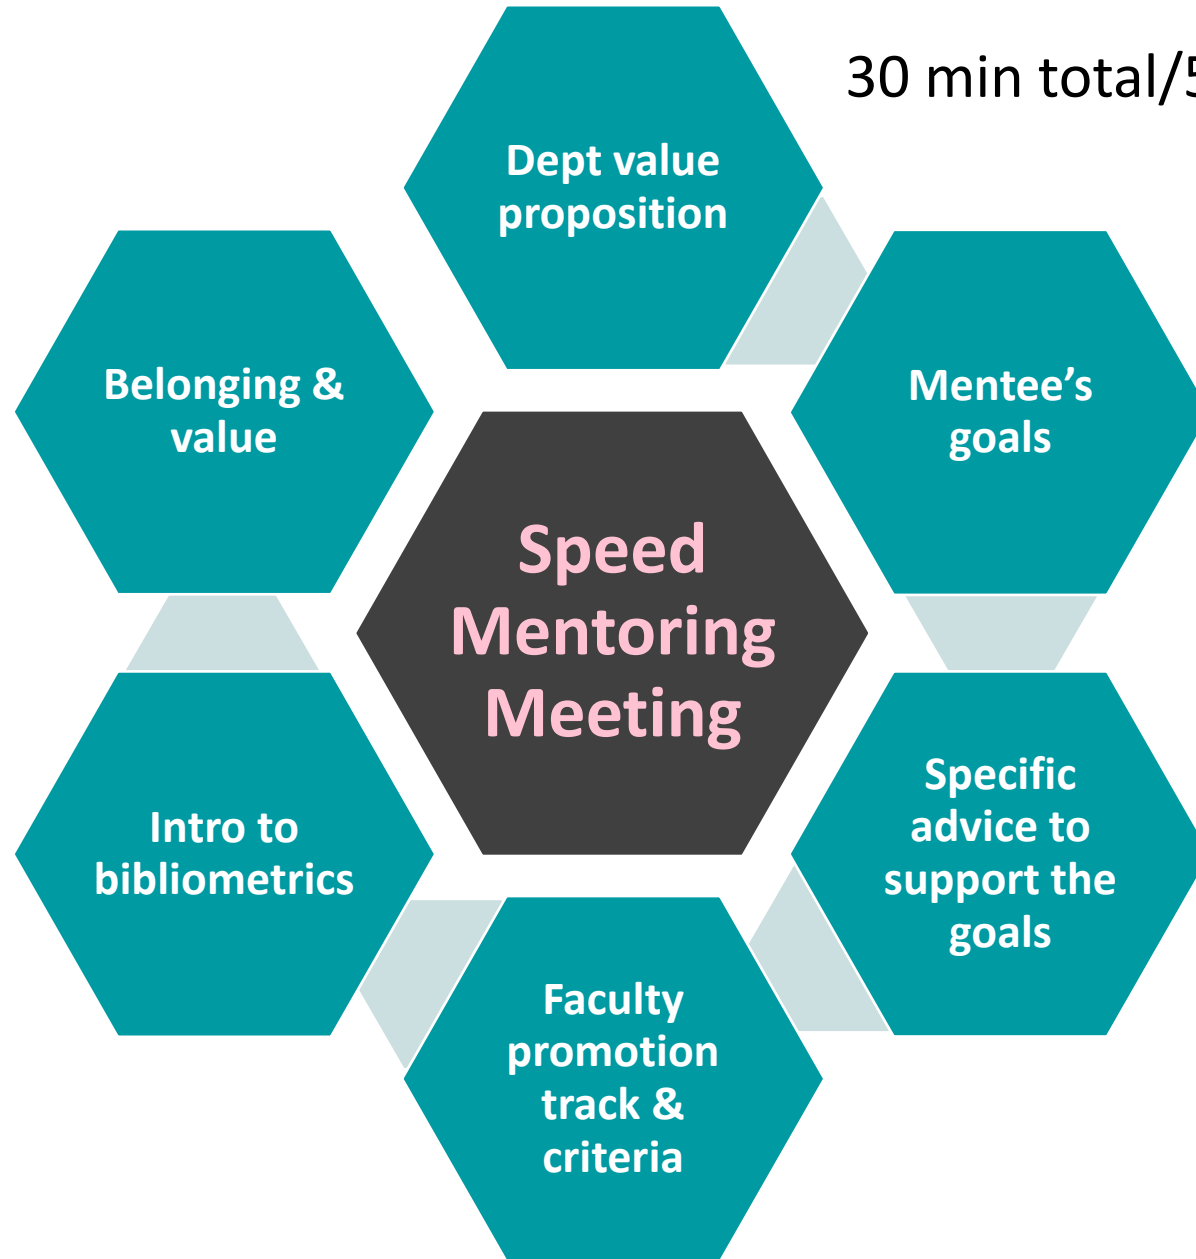 30 min total/5
Dept value
proposition
Mentee’s
goals
Specific
advice to
support the
goals
Faculty
promotion
track &
criteria
Intro to
bibliometrics
Belonging &
value
Speed
Mentoring
Meeting